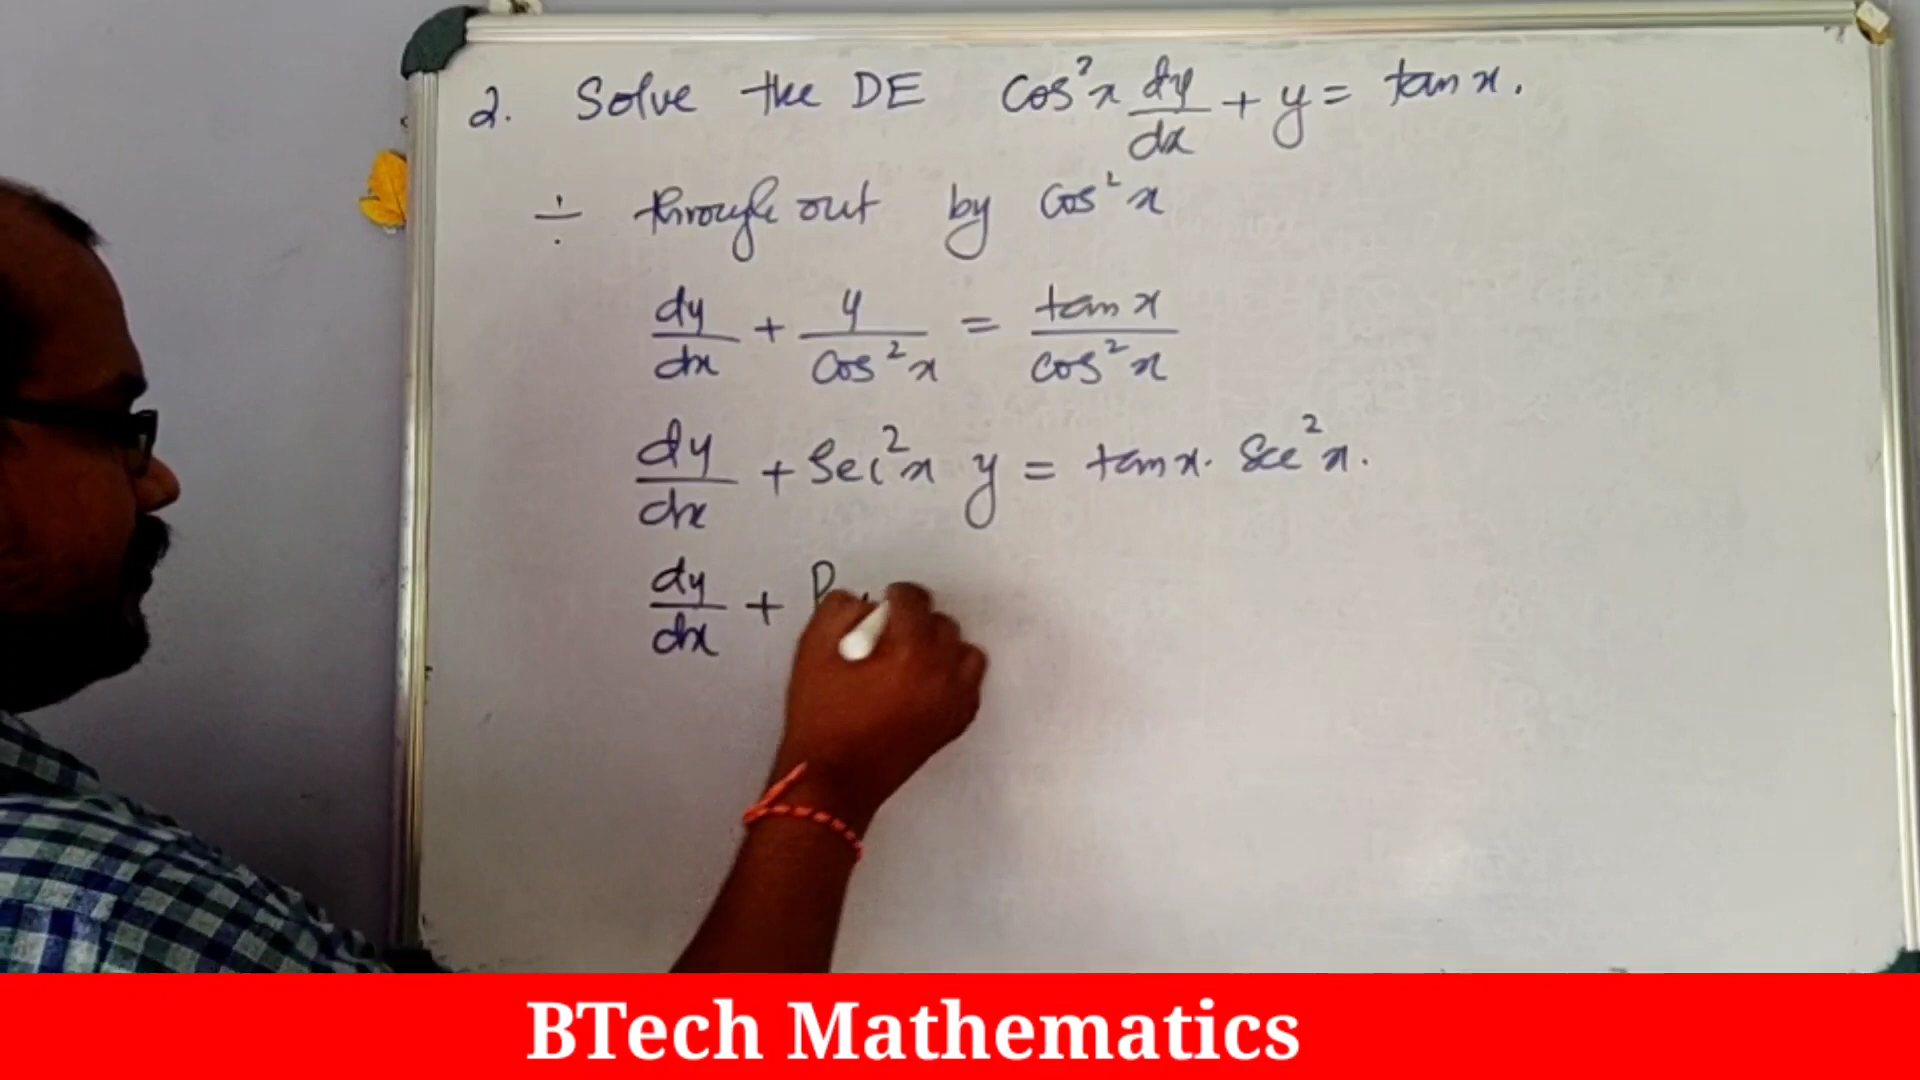 2. Solve the DE cos²x dy/dx + y = tan x.
÷ through out by cos²x
dy/dx + y/cos²x = tan x/cos²x
dy/dx + Sec²x y = tan x. Sec²x.
dy/dx + P
BTech Mathematics